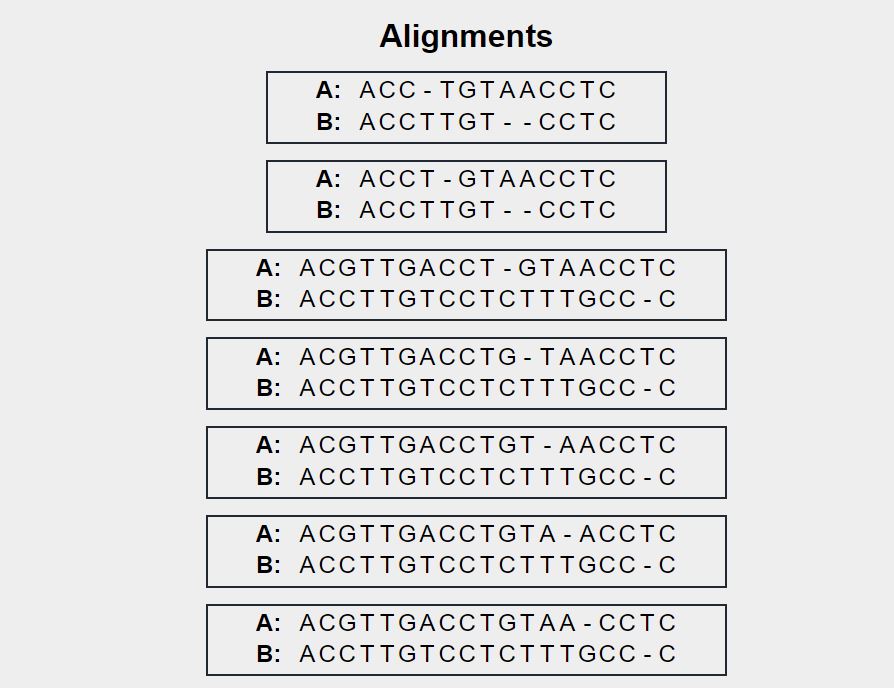 Alignments
A: ACC-TGTAACCTC
B: ACCTTGT--CCTC
A: ACCT-GTAACCTC
B: ACCTTGT--CCTC
A: ACGTTGACCT-GTAACCTC
B: ACCTTGTCCTCTTTGCC-C
A: ACGTTGACCTG-TAACCTC
B: ACCTTGTCCTCTTTGCC-C
A: ACGTTGACCTGT-AACCTC
B: ACCTTGTCCTCTTTGCC-C
A: ACGTTGACCTGTA-ACCTC
B: ACCTTGTCCTCTTTGCC-C
A: ACGTTGACCTGTAA-CCTC
B: ACCTTGTCCTCTTTGCC-C